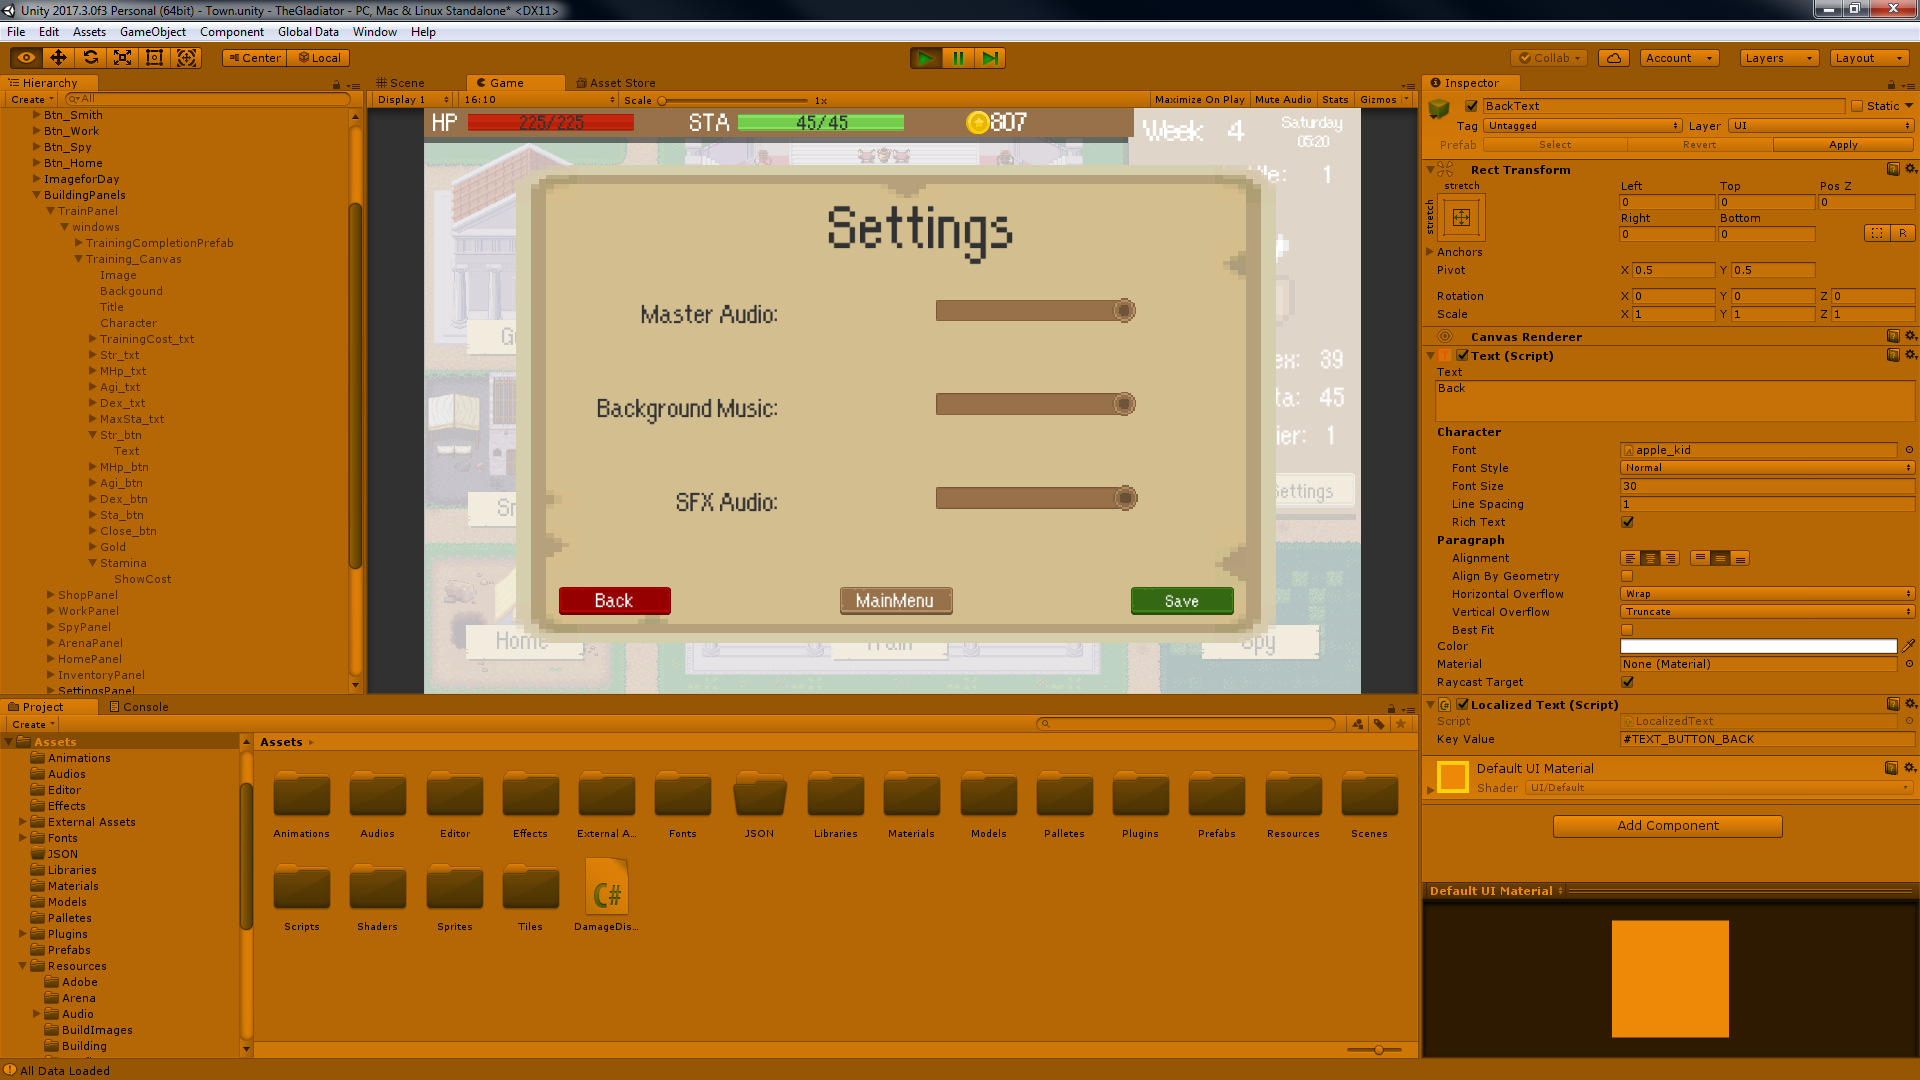 Unity 2017.3.0f3 Personal (64bit) - Town.unity - TheGladiator - PC, Mac & Linux Standalone* <DX11>
File Edit Assets GameObject Component Global Data Window Help
Center Local
Collab Account Layers Layout
Hierarchy
Create All
Btn_Smith
Btn_Work
Btn_Spy
Btn_Home
ImageforDay
BuildingPanels
TrainPanel
windows
TrainingCompletionPrefab
Training_Canvas
Image
Backgound
Title
Character
TrainingCost_txt
Str_txt
MHp_txt
Agi_txt
Dex_txt
MaxSta_txt
Str_btn
Text
MHp_btn
Agi_btn
Dex_btn
Sta_btn
Close_btn
Gold
Stamina
ShowCost
ShopPanel
WorkPanel
SpyPanel
ArenaPanel
HomePanel
InventoryPanel
SettingsPanel
Scene Game Asset Store
Display 1 16:10 Scale 1x Maximize On Play Mute Audio Stats Gizmos
HP 225/225 STA 45/45 807
Week: 4 Saturday
05:20
1
Settings
Master Audio:
ex: 39
Background Music:
ta: 45
ier: 1
SFX Audio:
Settings
Back MainMenu Save
Home Train Spy
Inspector
BackText Static
Tag Untagged Layer UI
Prefab Select Revert Apply
Rect Transform
stretch Left Top Pos Z
stretch 0 0 0
Right Bottom
0 0 R
Anchors
Pivot X 0.5 Y 0.5
Rotation X 0 Y 0 Z 0
Scale X 1 Y 1 Z 1
Canvas Renderer
Text (Script)
Text
Back
Character
Font apple_kid
Font Style Normal
Font Size 30
Line Spacing 1
Rich Text
Paragraph
Alignment
Align By Geometry
Horizontal Overflow Wrap
Vertical Overflow Truncate
Best Fit
Color
Material None (Material)
Raycast Target
Localized Text (Script)
Script LocalizedText
Key Value #TEXT_BUTTON_BACK
Default UI Material
Shader UI/Default
Add Component
Default UI Material
Project Console
Create
Assets
Animations
Audios
Editor
Effects
External Assets
Fonts
JSON
Libraries
Materials
Models
Palletes
Plugins
Prefabs
Resources
Adobe
Arena
Audio
BuildImages
Building
Assets
Animations Audios Editor Effects External A... Fonts JSON Libraries Materials Models Palletes Plugins Prefabs Resources Scenes
Scripts Shaders Sprites Tiles C# DamageDis...
All Data Loaded